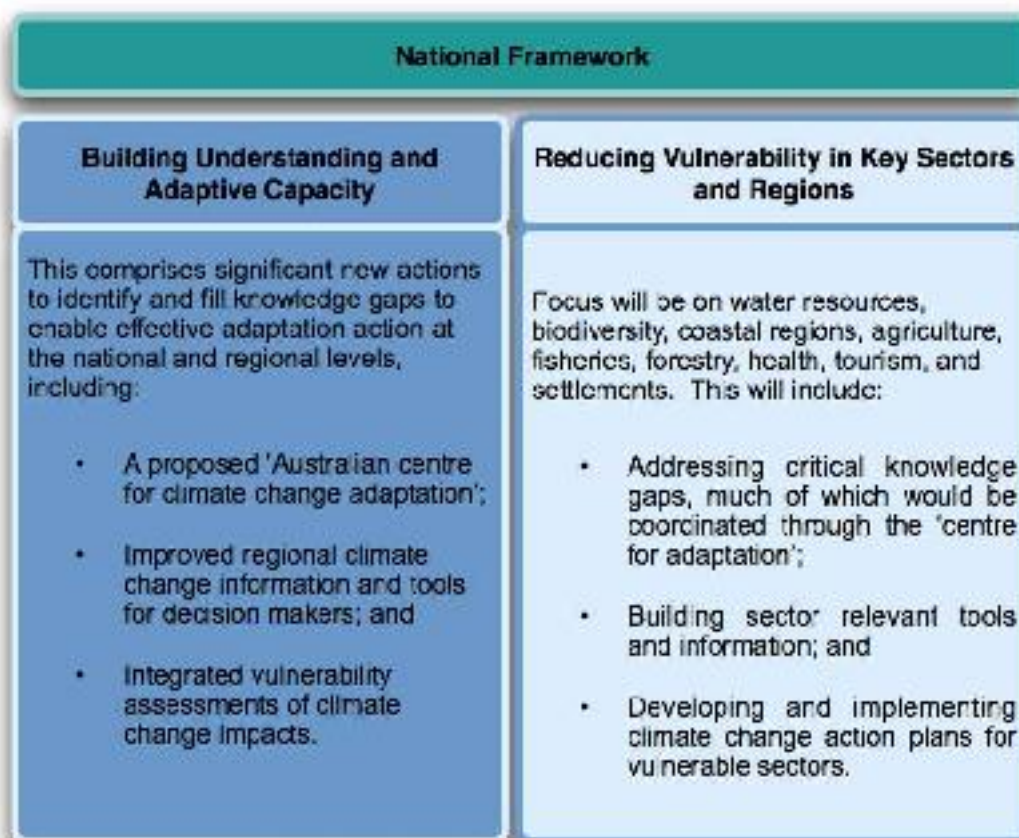 National Framework
Building Understanding and
Adaptive Capacity
This comprises significant new actions
to identify and fill knowledge gaps to
enable effective adaptation action at
the national and regional levels,
including:
• A proposed 'Australian centre
for climate change adaptation';
• Improved regional climate
change information and tools
for decision makers; and
• Integrated vulnerability
assessments of climate
change impacts.
Reducing Vulnerability in Key Sectors
and Regions
Focus will be on water resources,
biodiversity, coastal regions, agriculture,
fisheries, forestry, health, tourism, and
settlements. This will include:
• Addressing critical knowledge
gaps, much of which would be
coordinated through the 'centre
for adaptation';
• Building sector relevant tools
and information; and
• Developing and implementing
climate change action plans for
vulnerable sectors.